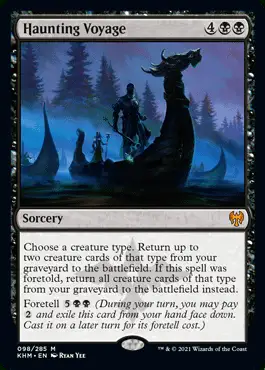 Haunting Voyage 4
Sorcery
Choose a creature type. Return up to
two creature cards of that type from your
graveyard to the battlefield. If this spell was
foretold, return all creature cards of that
type from your graveyard to the battlefield instead.
Foretell 5 (During your turn, you may pay
2 and exile this card from your hand face down.
Cast it on a later turn for its foretell cost.)
098/285 M
KHM • EN Ryan Yee
™ & © 2021 Wizards of the Coast